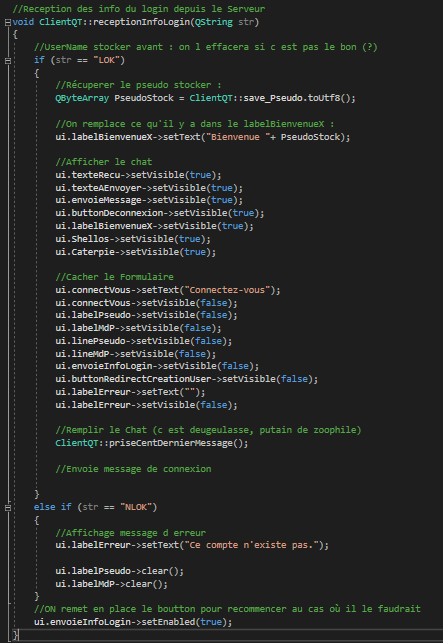 //Reception des info du login depuis le Serveur
void ClientQT::receptionInfoLogin(QString str)
{
//UserName stocker avant : on l effacera si c est pas le bon (?)
if (str == "LOK")
{
//Récuperer le pseudo stocker :
QByteArray PseudoStock = ClientQT::save_Pseudo.toUtf8();
//On remplace ce qu'il y a dans le labelBienvenueX :
ui.labelBienvenueX->setText("Bienvenue "+ PseudoStock);
//Afficher le chat
ui.texteRecu->setVisible(true);
ui.texteAEnvoyer->setVisible(true);
ui.envoieMessage->setVisible(true);
ui.buttonDeconnexion->setVisible(true);
ui.labelBienvenueX->setVisible(true);
ui.Shellos->setVisible(true);
ui.Caterpie->setVisible(true);
//Cacher le Formulaire
ui.connectVous->setText("Connectez-vous");
ui.connectVous->setVisible(false);
ui.labelPseudo->setVisible(false);
ui.labelMdP->setVisible(false);
ui.linePseudo->setVisible(false);
ui.lineMdP->setVisible(false);
ui.envoieInfoLogin->setVisible(false);
ui.buttonRedirectCreationUser->setVisible(false);
ui.labelErreur->setText("");
ui.labelErreur->setVisible(false);
//Remplir le Chat (c est deugeulasse, putain de zoophile)
ClientQT::priseCentDernierMessage();
//Envoie message de connexion
}
else if (str == "NLOK")
{
//Affichage message d erreur
ui.labelErreur->setText("Ce compte n'existe pas.");
ui.labelPseudo->clear();
ui.labelMdP->clear();
}
//ON remet en place le boutton pour recommencer au cas où il le faudrait
ui.envoieInfoLogin->setEnabled(true);
}